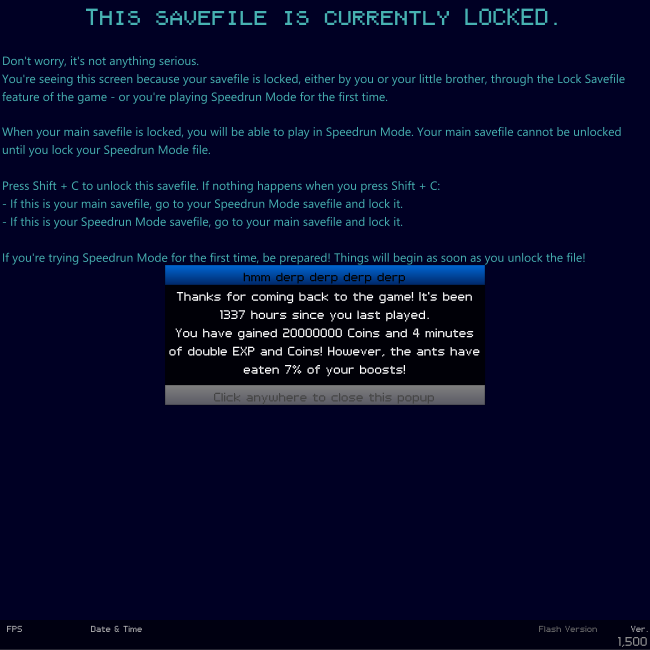 This savefile is currently LOCKED.
Don't worry, it's not anything serious.
You're seeing this screen because your savefile is locked, either by you or your little brother, through the Lock Savefile
feature of the game - or you're playing Speedrun Mode for the first time.
When your main savefile is locked, you will be able to play in Speedrun Mode. Your main savefile cannot be unlocked
until you lock your Speedrun Mode file.
Press Shift + C to unlock this savefile. If nothing happens when you press Shift + C:
- If this is your main savefile, go to your Speedrun Mode savefile and lock it.
- If this is your Speedrun Mode savefile, go to your main savefile and lock it.
If you're trying Speedrun Mode for the first time, be prepared! Things will begin as soon as you unlock the file!
hmm derp derp derp derp
Thanks for coming back to the game! It's been
1337 hours since you last played.
You have gained 20000000 Coins and 4 minutes
of double EXP and Coins! However, the ants have
eaten 7% of your boosts!
Click anywhere to close this popup
FPS Date & Time Flash Version Ver.
1,500